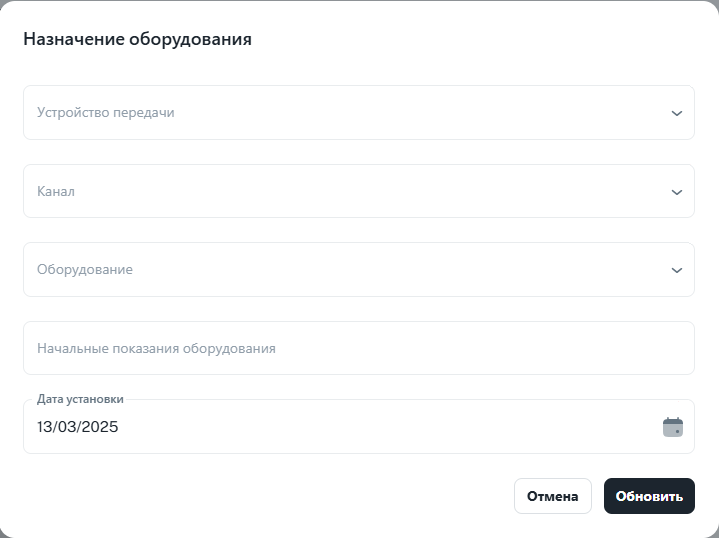 Назначение оборудования
Устройство передачи
Канал
Оборудование
Начальные показания оборудования
Дата установки
13/03/2025
Отмена
Обновить